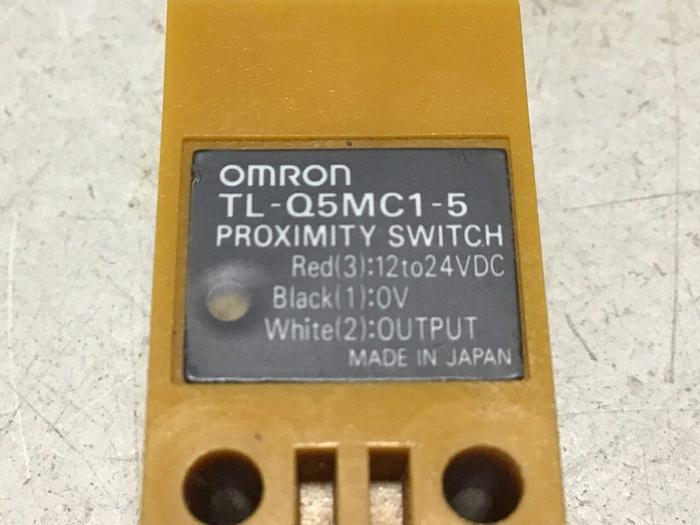 OMRON
TL-Q5MC1-5
PROXIMITY SWITCH
Red(3):12to24VDC
Black(1):0V
White(2):OUTPUT
MADE IN JAPAN